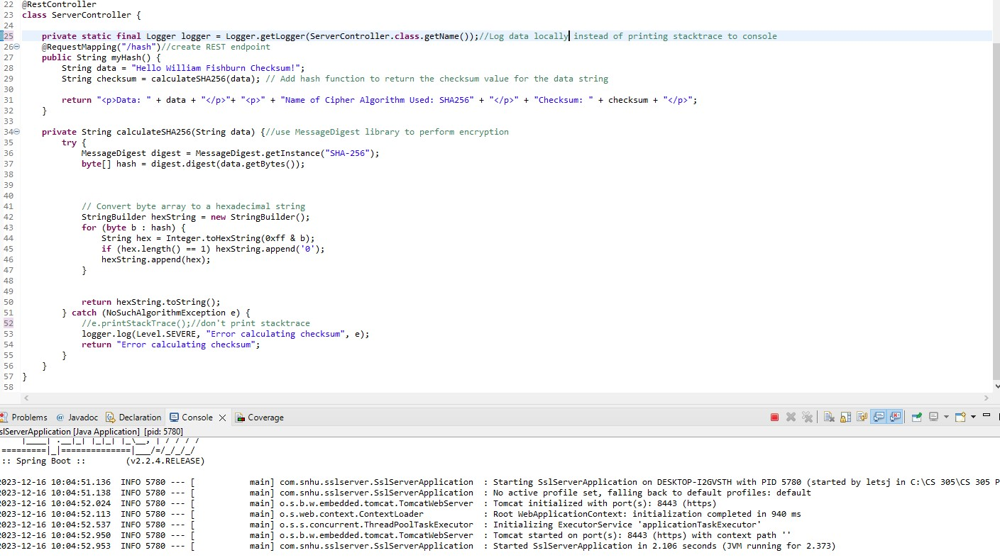 22 @RestController
23 class ServerController {
24
25     private static final Logger logger = Logger.getLogger(ServerController.class.getName());//Log data locally instead of printing stacktrace to console
26     @RequestMapping("/hash")//create REST endpoint
27     public String myHash() {
28         String data = "Hello William Fishburn Checksum!";
29         String checksum = calculateSHA256(data); // Add hash function to return the checksum value for the data string
30
31         return "<p>Data: " + data + "</p>"+ "<p>" + "Name of Cipher Algorithm Used: SHA256" + "</p>" + "Checksum: " + checksum + "</p>";
32     }
33
34     private String calculateSHA256(String data) {//use MessageDigest library to perform encryption
35         try {
36             MessageDigest digest = MessageDigest.getInstance("SHA-256");
37             byte[] hash = digest.digest(data.getBytes());
38
39
40
41             // Convert byte array to a hexadecimal string
42             StringBuilder hexString = new StringBuilder();
43             for (byte b : hash) {
44                 String hex = Integer.toHexString(0xff & b);
45                 if (hex.length() == 1) hexString.append('0');
46                 hexString.append(hex);
47             }
48
49
50             return hexString.toString();
51         } catch (NoSuchAlgorithmException e) {
52             //e.printStackTrace();//don't print stacktrace
53             logger.log(Level.SEVERE, "Error calculating checksum", e);
54             return "Error calculating checksum";
55         }
56     }
57 }
58
Problems @ Javadoc Declaration Console Coverage
slServerApplication [Java Application] [pid: 5780]
:: Spring Boot ::        (v2.2.4.RELEASE)
2023-12-16 10:04:51.136  INFO 5780 --- [           main] com.snhu.sslserver.SslServerApplication  : Starting SslServerApplication on DESKTOP-I2GVSTH with PID 5780 (started by letsj in C:\CS 305\CS 305 P
2023-12-16 10:04:51.138  INFO 5780 --- [           main] com.snhu.sslserver.SslServerApplication  : No active profile set, falling back to default profiles: default
2023-12-16 10:04:52.024  INFO 5780 --- [           main] o.s.b.w.embedded.tomcat.TomcatWebServer  : Tomcat initialized with port(s): 8443 (https)
2023-12-16 10:04:52.113  INFO 5780 --- [           main] o.s.web.context.ContextLoader            : Root WebApplicationContext: initialization completed in 940 ms
2023-12-16 10:04:52.537  INFO 5780 --- [           main] o.s.s.concurrent.ThreadPoolTaskExecutor  : Initializing ExecutorService 'applicationTaskExecutor'
2023-12-16 10:04:52.950  INFO 5780 --- [           main] o.s.b.w.embedded.tomcat.TomcatWebServer  : Tomcat started on port(s): 8443 (https) with context path ''
2023-12-16 10:04:52.953  INFO 5780 --- [           main] com.snhu.sslserver.SslServerApplication  : Started SslServerApplication in 2.106 seconds (JVM running for 2.373)